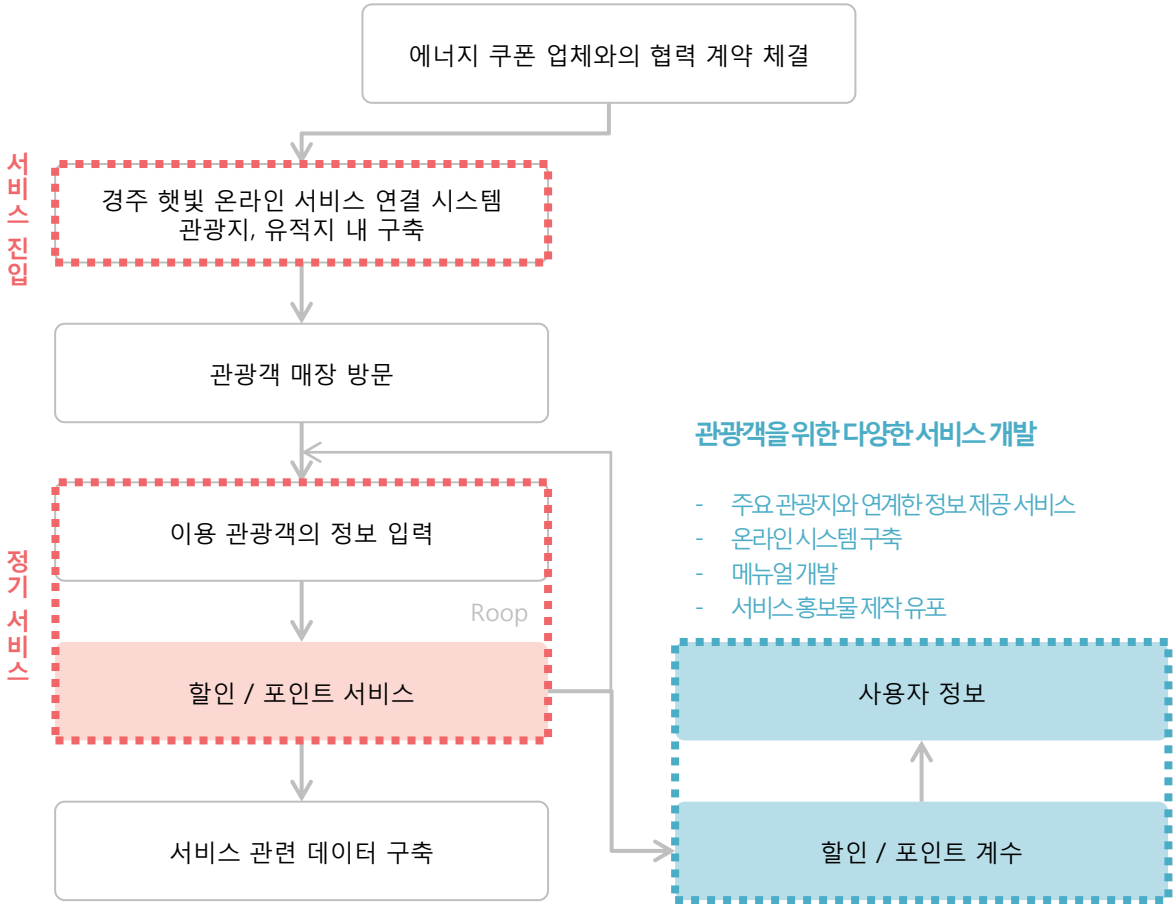 에너지 쿠폰 업체와의 협력 계약 체결
서비스 진입
경주 햇빛 온라인 서비스 연결 시스템
관광지, 유적지 내 구축
관광객 매장 방문
정기 서비스
이용 관광객의 정보 입력
Roop
할인 / 포인트 서비스
서비스 관련 데이터 구축
관광객을 위한 다양한 서비스 개발
- 주요 관광지와 연계한 정보 제공 서비스
- 온라인 시스템 구축
- 메뉴얼 개발
- 서비스 홍보물 제작 유포
사용자 정보
할인 / 포인트 계수